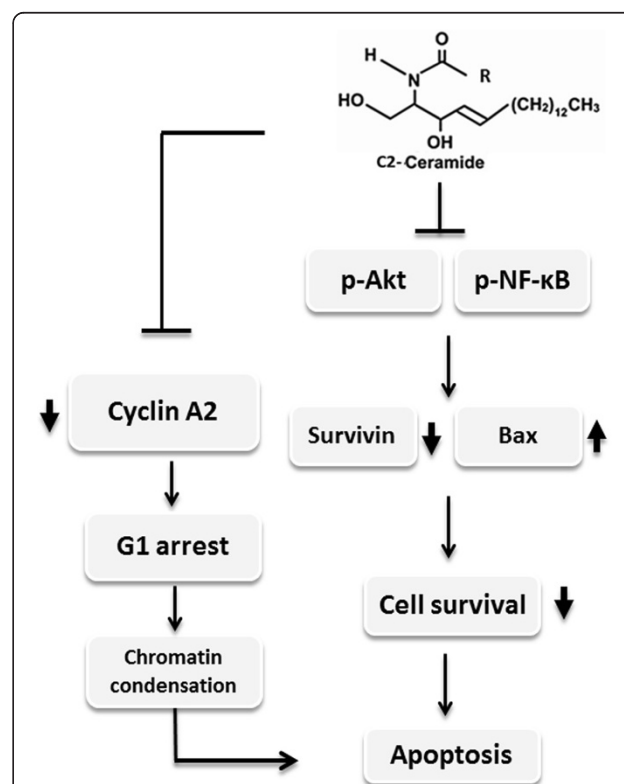 O
H
N
R
HO
(CH₂)₁₂CH₃
OH
C2-Ceramide
p-Akt
p-NF-κB
Cyclin A2
Survivin
Bax
G1 arrest
Cell survival
Chromatin
condensation
Apoptosis